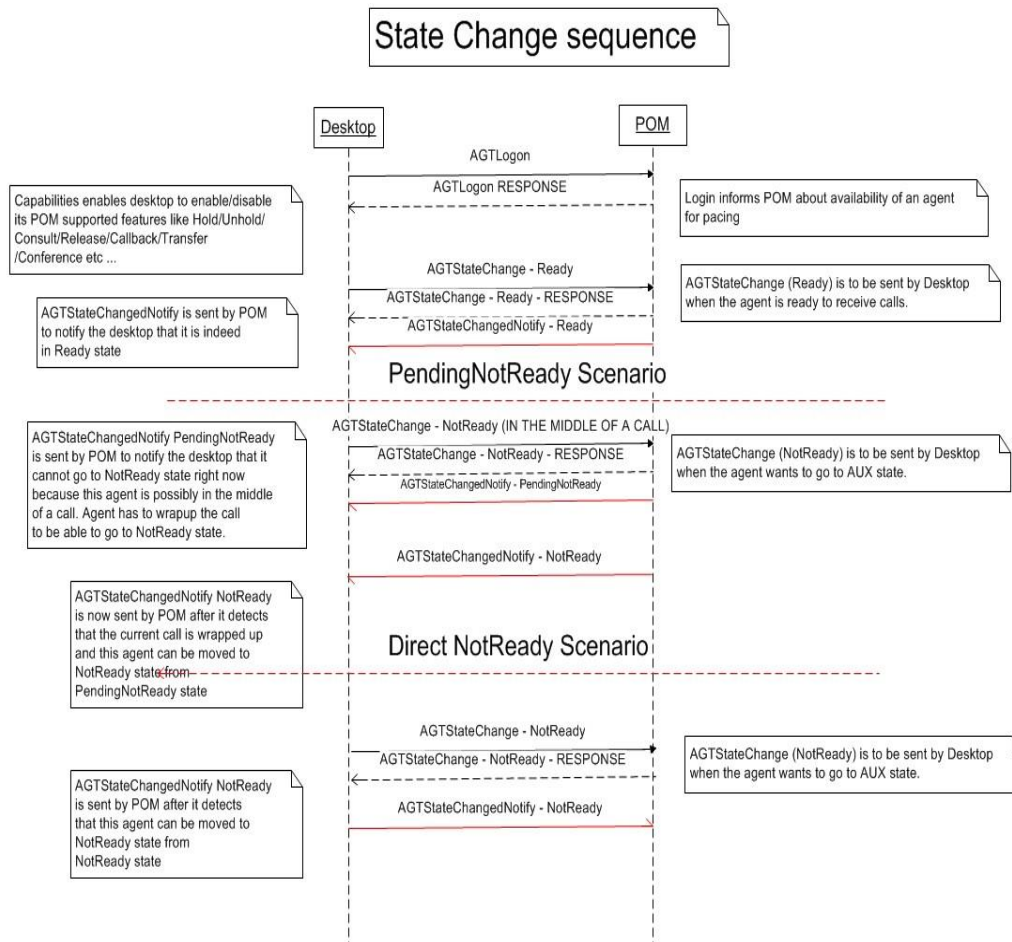 State Change sequence
Desktop
POM
AGTLogon
AGTLogon RESPONSE
Capabilities enables desktop to enable/disable
its POM supported features like Hold/Unhold/
Consult/Release/Callback/Transfer
/Conference etc ...
Login informs POM about availability of an agent
for pacing
AGTStateChange - Ready
AGTStateChange - Ready - RESPONSE
AGTStateChangedNotify - Ready
AGTStateChange (Ready) is to be sent by Desktop
when the agent is ready to receive calls.
AGTStateChangedNotify is sent by POM
to notify the desktop that it is indeed
in Ready state
PendingNotReady Scenario
AGTStateChange - NotReady (IN THE MIDDLE OF A CALL)
AGTStateChange - NotReady - RESPONSE
AGTStateChangedNotify - PendingNotReady
AGTStateChangedNotify PendingNotReady
is sent by POM to notify the desktop that it
cannot go to NotReady state right now
because this agent is possibly in the middle
of a call. Agent has to wrapup the call
to be able to go to NotReady state.
AGTStateChange (NotReady) is to be sent by Desktop
when the agent wants to go to AUX state.
AGTStateChangedNotify - NotReady
AGTStateChangedNotify NotReady
is now sent by POM after it detects
that the current call is wrapped up
and this agent can be moved to
NotReady state from
PendingNotReady state
Direct NotReady Scenario
AGTStateChange - NotReady
AGTStateChange - NotReady - RESPONSE
AGTStateChangedNotify - NotReady
AGTStateChange (NotReady) is to be sent by Desktop
when the agent wants to go to AUX state.
AGTStateChangedNotify NotReady
is sent by POM after it detects
that this agent can be moved to
NotReady state from
NotReady state